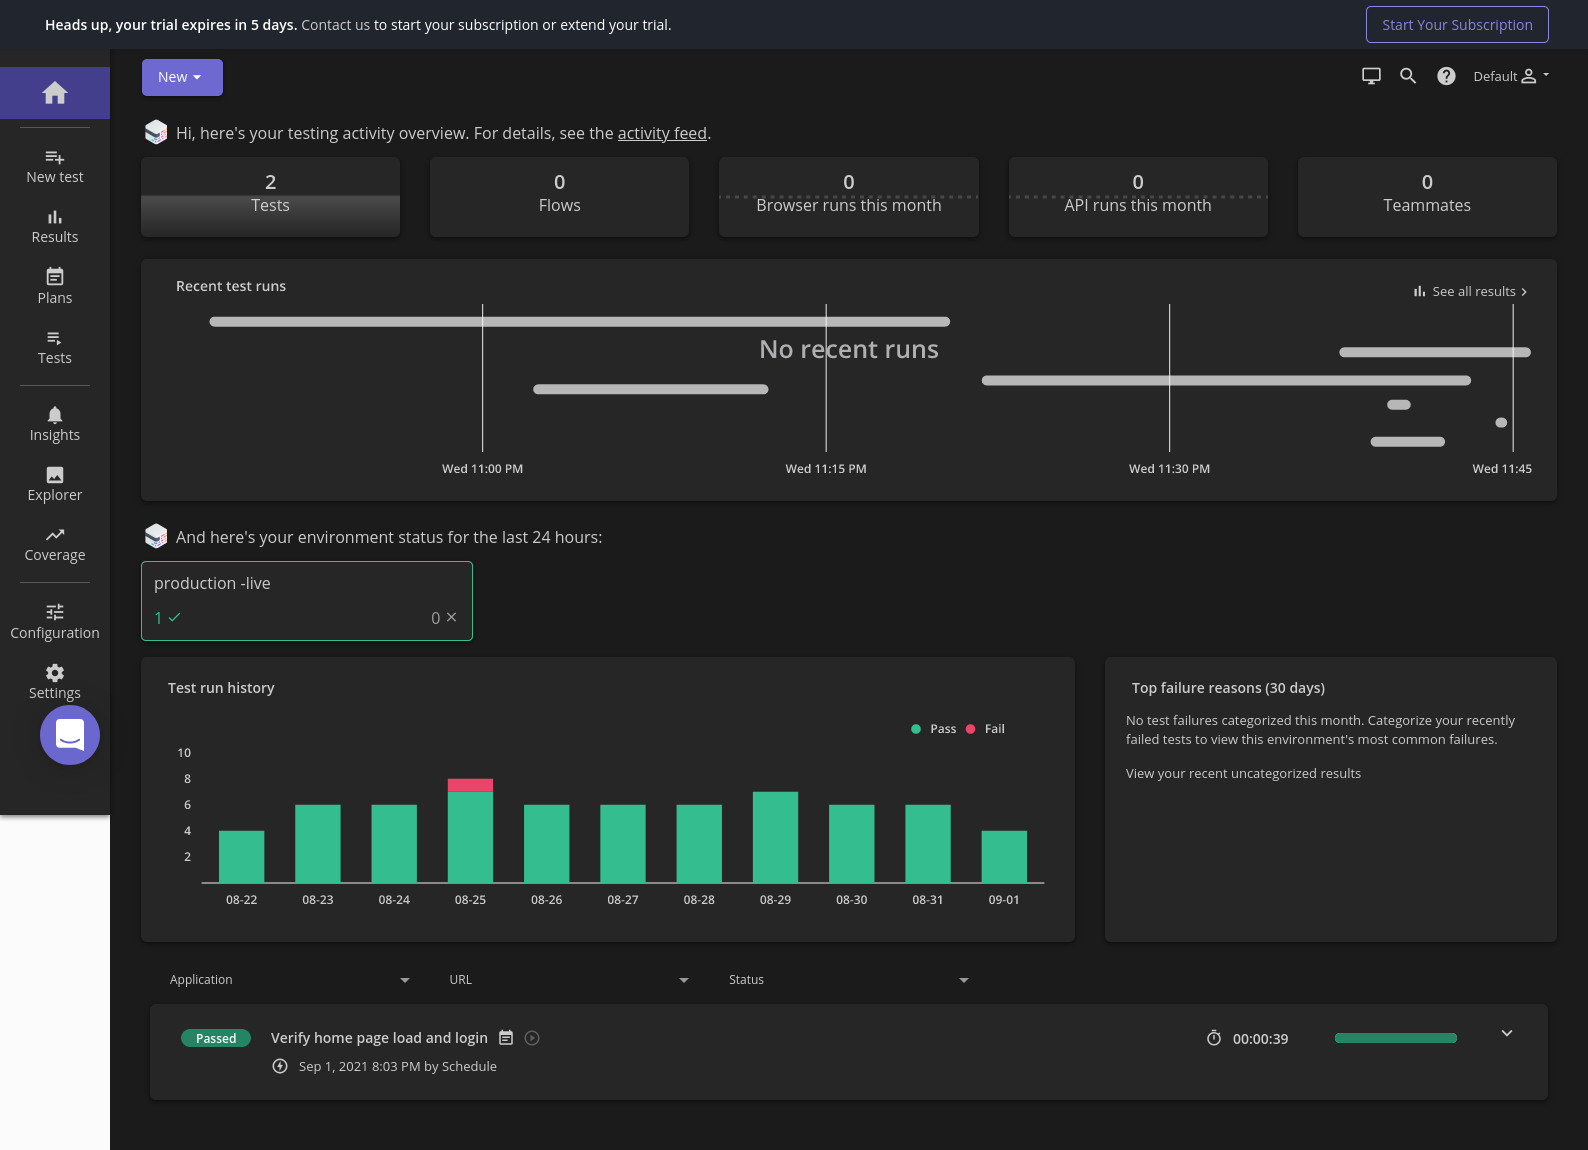 Heads up, your trial expires in 5 days. Contact us to start your subscription or extend your trial.
Start Your Subscription
New
Default
Hi, here's your testing activity overview. For details, see the activity feed.
2
Tests
0
Flows
0
Browser runs this month
0
API runs this month
0
Teammates
New test
Results
Plans
Tests
Insights
Explorer
Coverage
Configuration
Settings
Recent test runs
See all results
No recent runs
Wed 11:00 PM
Wed 11:15 PM
Wed 11:30 PM
Wed 11:45
And here's your environment status for the last 24 hours:
production -live
1
0
Test run history
Pass
Fail
10
8
6
4
2
08-22
08-23
08-24
08-25
08-26
08-27
08-28
08-29
08-30
08-31
09-01
Top failure reasons (30 days)
No test failures categorized this month. Categorize your recently
failed tests to view this environment's most common failures.
View your recent uncategorized results
Application
URL
Status
Passed
Verify home page load and login
00:00:39
Sep 1, 2021 8:03 PM by Schedule